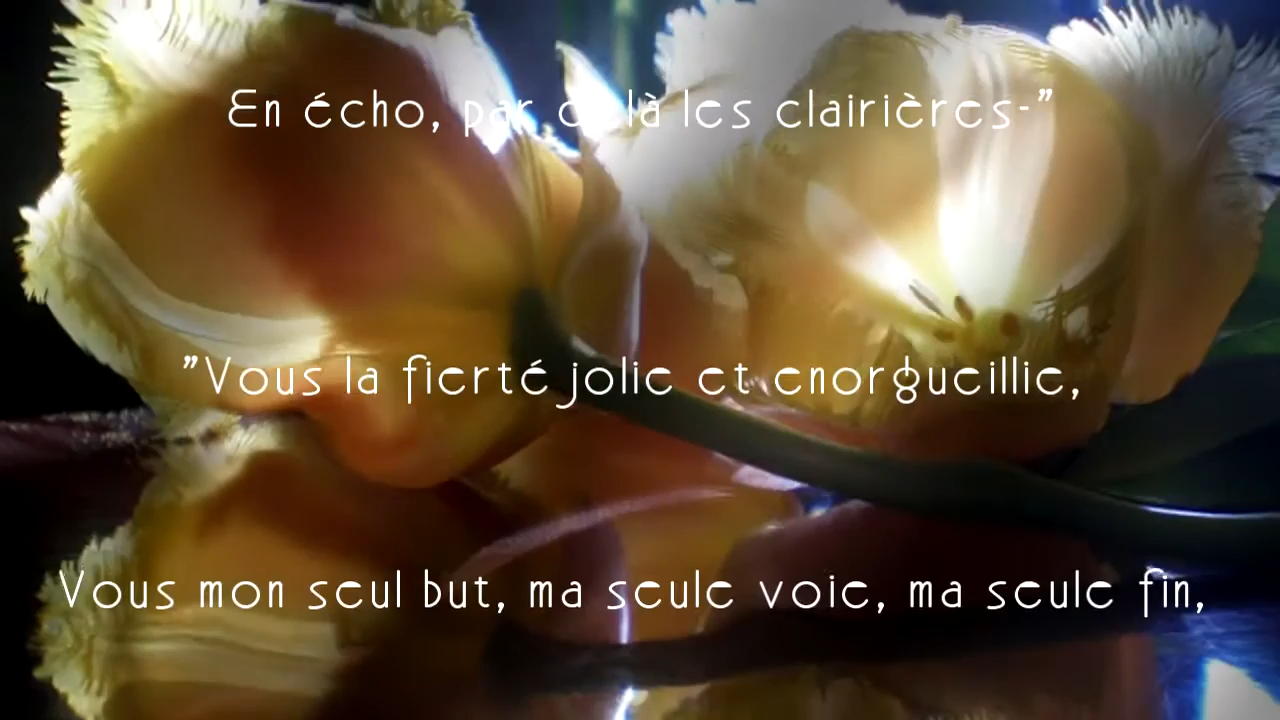 En écho, par delà les clairières-”
”Vous la fierté jolie et enorgueillie,
Vous mon seul but, ma seule voie, ma seule fin,